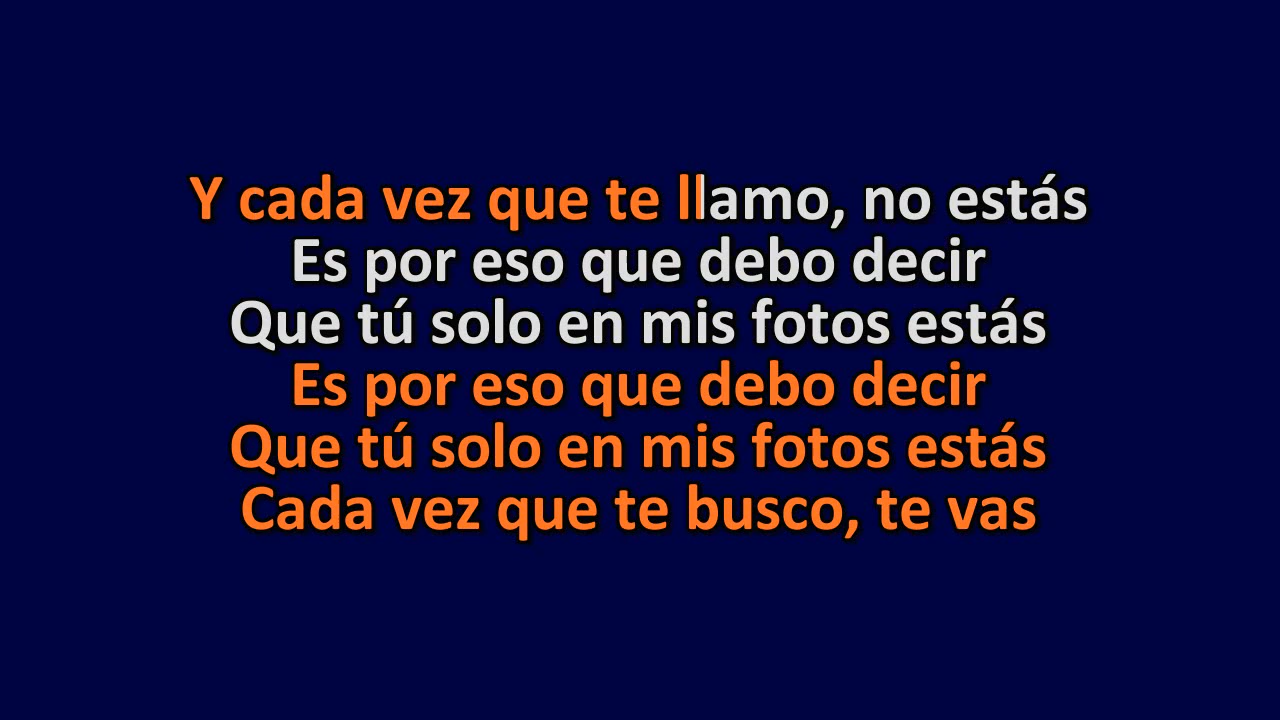 Y cada vez que te llamo, no estás
Es por eso que debo decir
Que tú solo en mis fotos estás
Es por eso que debo decir
Que tú solo en mis fotos estás
Cada vez que te busco, te vas